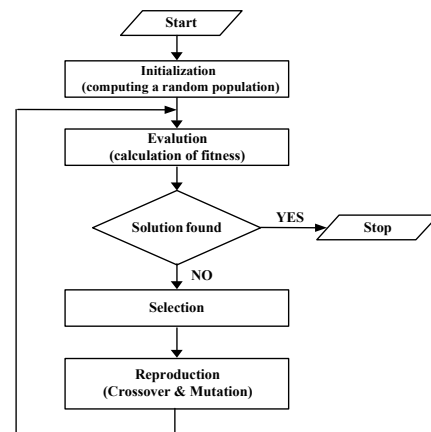 Start
Initialization
(computing a random population)
Evalution
(calculation of fitness)
Solution found
YES
Stop
NO
Selection
Reproduction
(Crossover & Mutation)